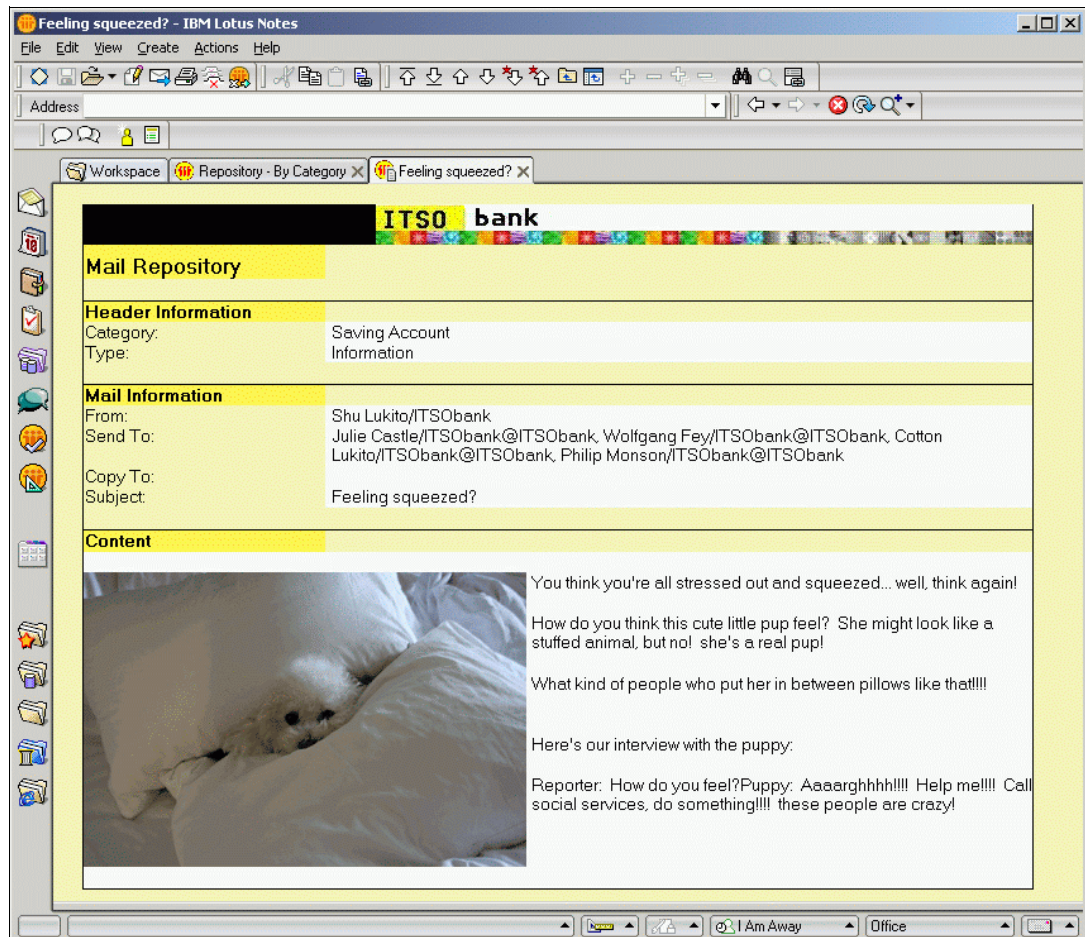 Feeling squeezed? - IBM Lotus Notes
File Edit View Create Actions Help
Address
Workspace Repository - By Category Feeling squeezed?
ITSO bank
Mail Repository
Header Information
Category: Saving Account
Type: Information
Mail Information
From: Shu Lukito/ITSObank
Send To: Julie Castle/ITSObank@ITSObank, Wolfgang Fey/ITSObank@ITSObank, Cotton
Lukito/ITSObank@ITSObank, Philip Monson/ITSObank@ITSObank
Copy To:
Subject: Feeling squeezed?
Content
You think you're all stressed out and squeezed... well, think again!
How do you think this cute little pup feel? She might look like a
stuffed animal, but no! she's a real pup!
What kind of people who put her in between pillows like that!!!!
Here's our interview with the puppy:
Reporter: How do you feel?Puppy: Aaaarghhhh!!!! Help me!!!! Call
social services, do something!!!! these people are crazy!
I Am Away Office